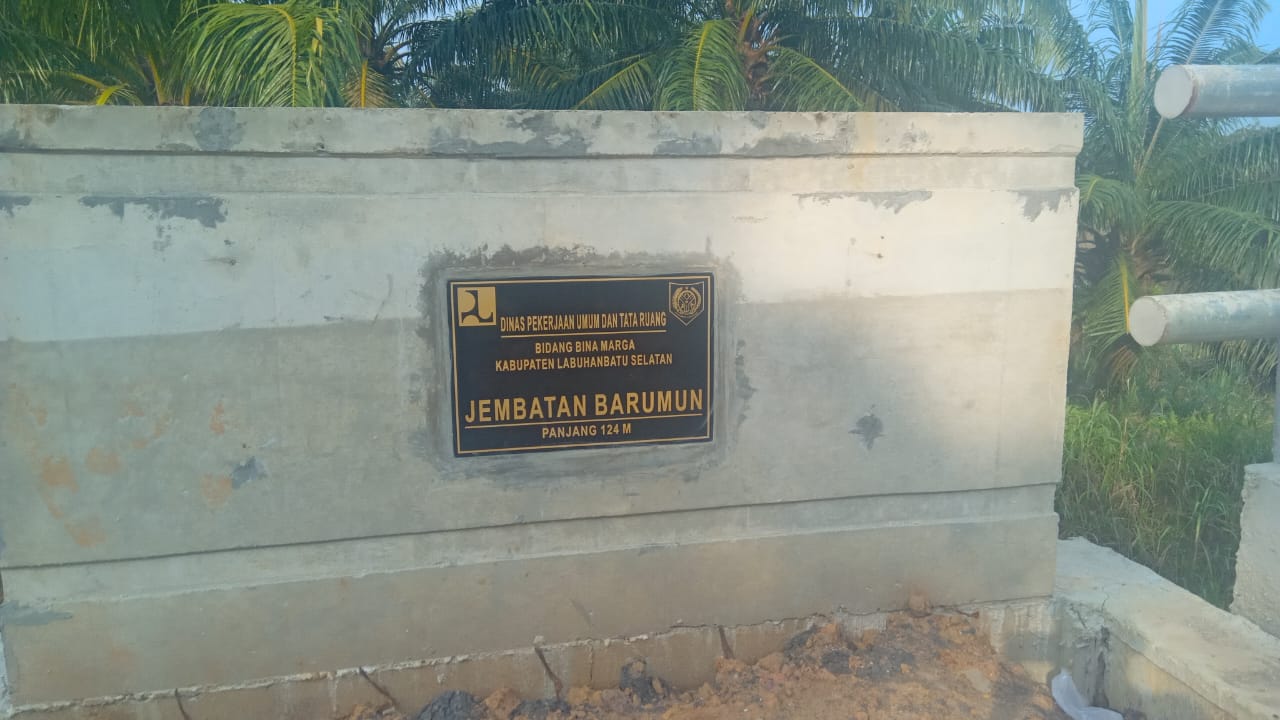 DINAS PEKERJAAN UMUM DAN TATA RUANG
BIDANG BINA MARGA
KABUPATEN LABUHANBATU SELATAN
JEMBATAN BARUMUN
PANJANG 124 M